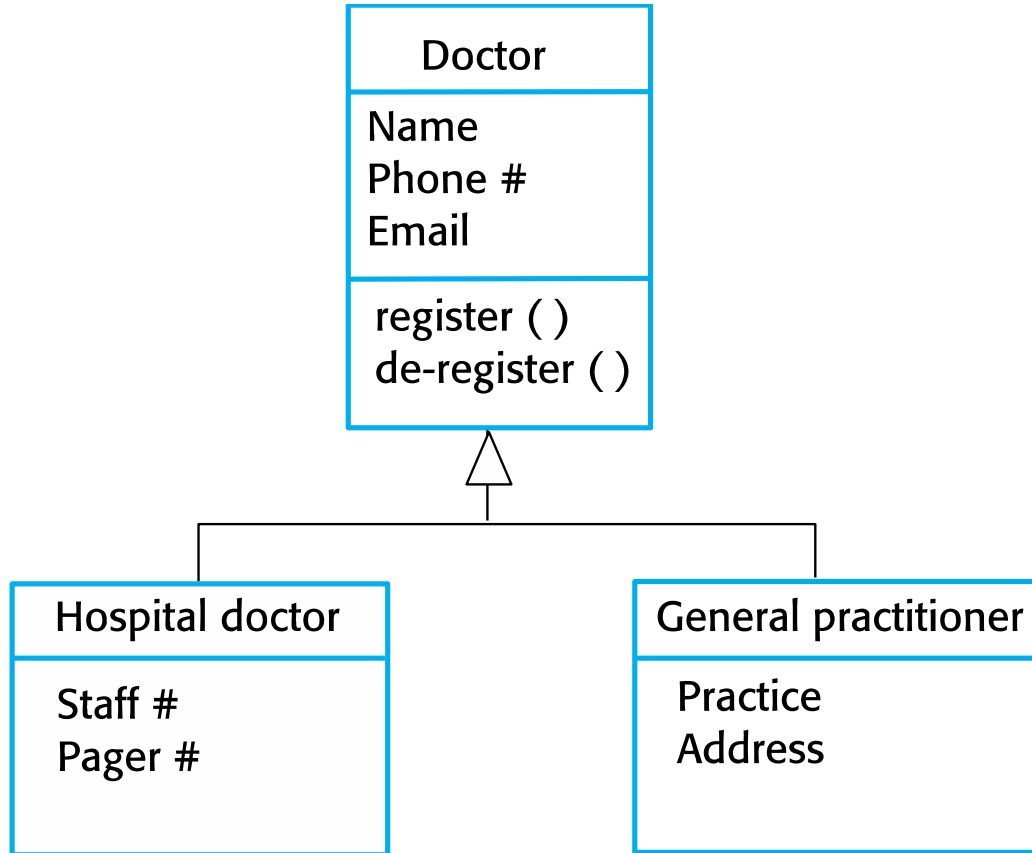 Doctor
Name
Phone #
Email
register ( )
de-register ( )
Hospital doctor
Staff #
Pager #
General practitioner
Practice
Address